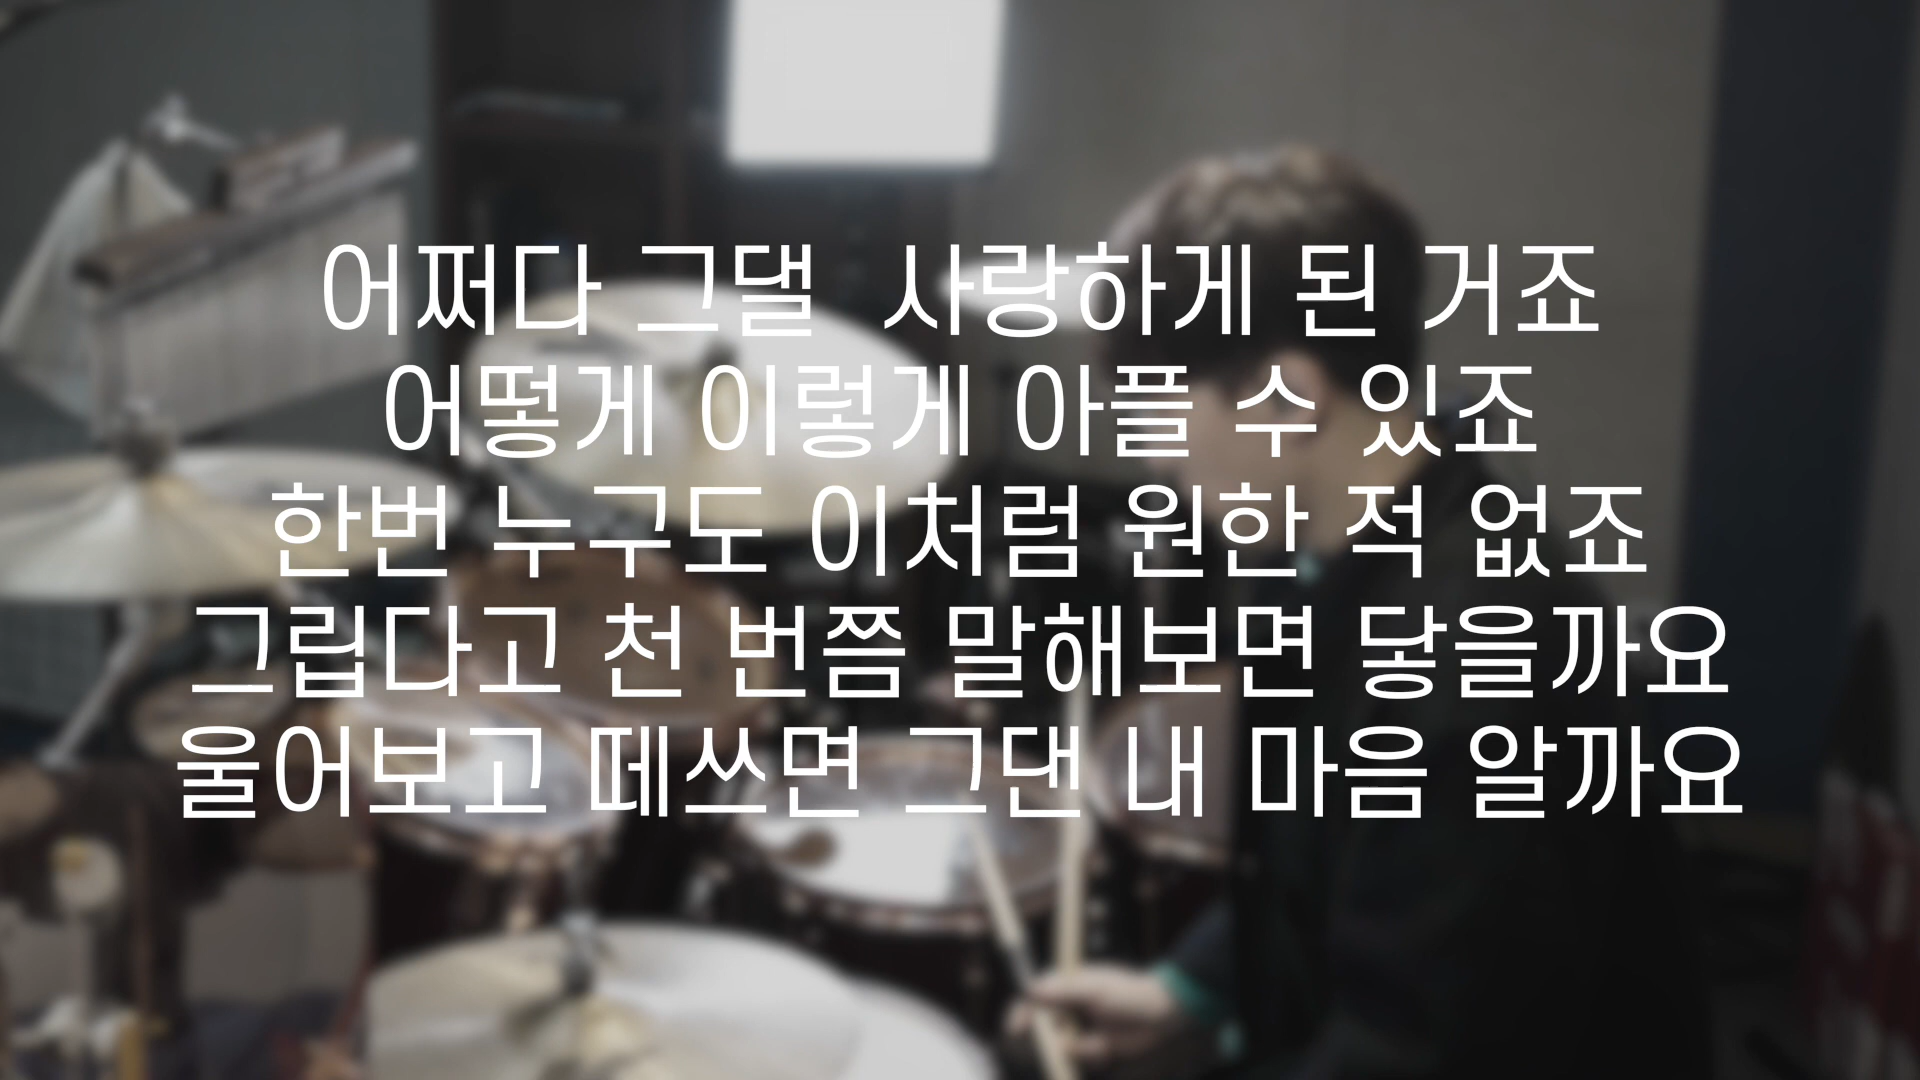 어쩌다 그댈  사랑하게 된 거죠
어떻게 이렇게 아플 수 있죠
한번 누구도 이처럼 원한 적 없죠
그립다고 천 번쯤 말해보면 닿을까요
울어보고 떼쓰면 그댄 내 마음 알까요